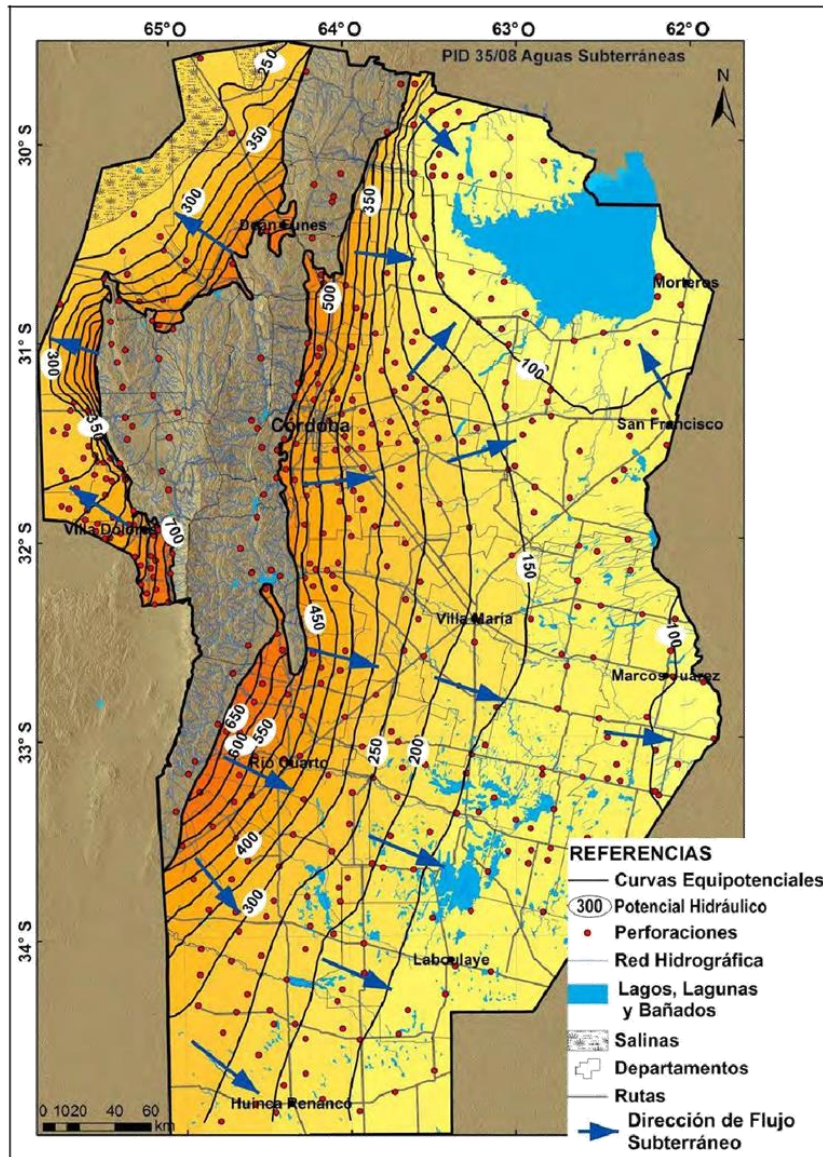 65°O 64°O 63°O 62°O
PID 35/08 Aguas Subterráneas
N
250
30° S
350
350
300
Deán Funes
500
Morteros
31° S
300
100
350
San Francisco
Córdoba
Villa Dolores
32° S
700
150
450
Villa María
100
Marcos Juárez
650
33° S
600
550
250
200
Río Cuarto
400
300
34° S
Laboulaye
Huinca Renancó
0 10 20 40 60
km
REFERENCIAS
Curvas Equipotenciales
300 Potencial Hidráulico
Perforaciones
Red Hidrográfica
Lagos, Lagunas
y Bañados
Salinas
Departamentos
Rutas
Dirección de Flujo
Subterráneo